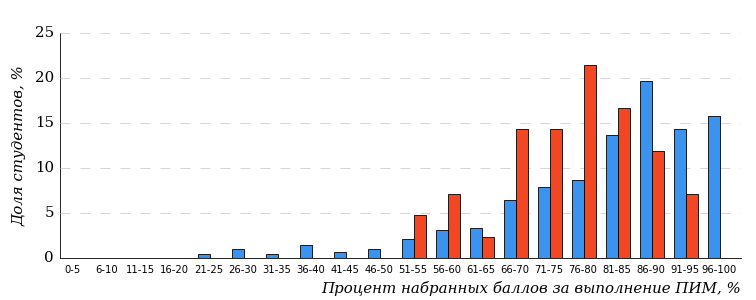 25
20
15
10
5
0
Доля студентов, %
0-5 6-10 11-15 16-20 21-25 26-30 31-35 36-40 41-45 46-50 51-55 56-60 61-65 66-70 71-75 76-80 81-85 86-90 91-95 96-100
Процент набранных баллов за выполнение ПИМ, %